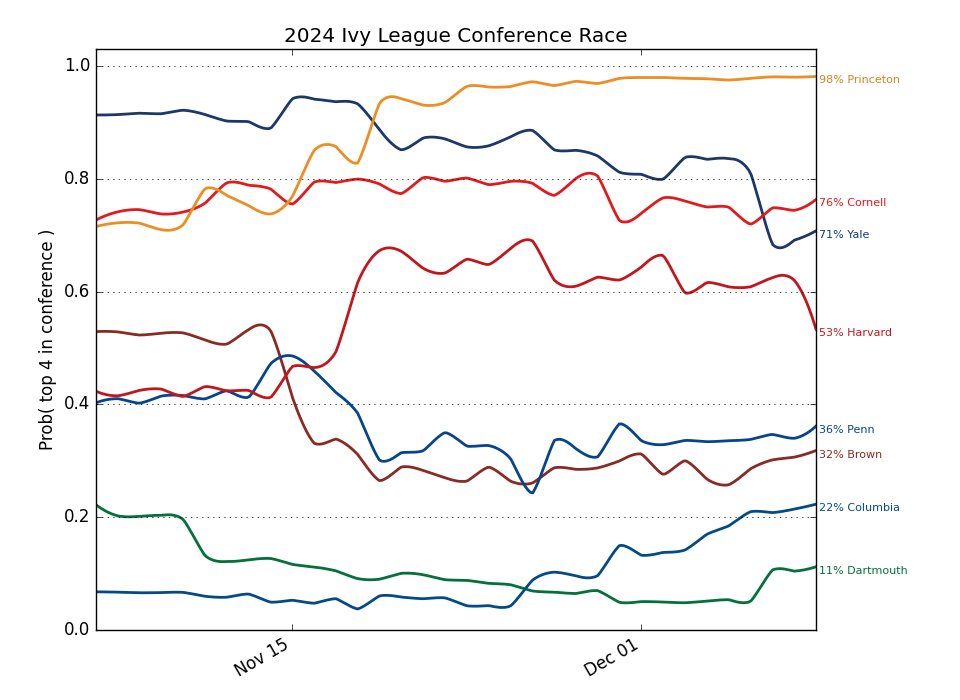 2024 Ivy League Conference Race
1.0
0.8
0.6
0.4
0.2
0.0
Prob( top 4 in conference )
Nov 15
Dec 01
98% Princeton
76% Cornell
71% Yale
53% Harvard
36% Penn
32% Brown
22% Columbia
11% Dartmouth